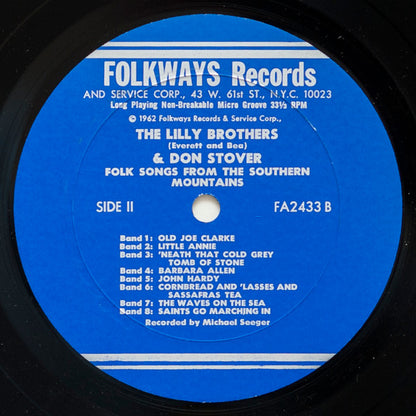 FOLKWAYS Records
AND SERVICE CORP., 43 W. 61st ST., N.Y.C. 10023
Long Playing Non-Breakable Micro Groove 33⅓ RPM
© 1962 Folkways Records & Service Corp.,
THE LILLY BROTHERS
(Everett and Bea)
& DON STOVER
FOLK SONGS FROM THE SOUTHERN
MOUNTAINS
SIDE II FA2433 B
Band 1: OLD JOE CLARKE
Band 2: LITTLE ANNIE
Band 3: 'NEATH THAT COLD GREY
TOMB OF STONE
Band 4: BARBARA ALLEN
Band 5: JOHN HARDY
Band 6: CORNBREAD AND 'LASSES AND
SASSAFRAS TEA
Band 7: THE WAVES ON THE SEA
Band 8: SAINTS GO MARCHING IN
Recorded by Michael Seeger